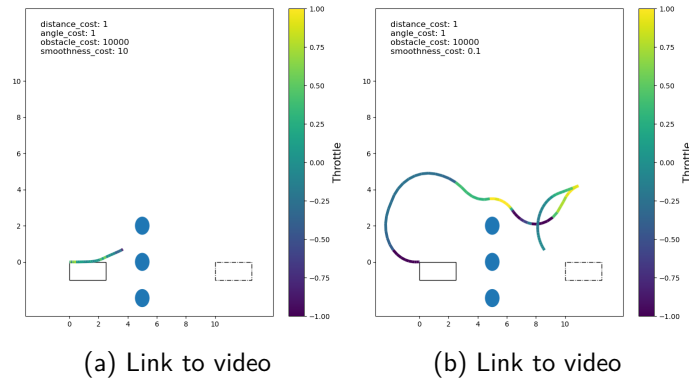 distance_cost: 1
angle_cost: 1
obstacle_cost: 10000
smoothness_cost: 10
10
8
6
4
2
0
0 2 4 6 8 10
1.00
0.75
0.50
0.25
0.00
−0.25
−0.50
−0.75
−1.00
Throttle
(a) Link to video
distance_cost: 1
angle_cost: 1
obstacle_cost: 10000
smoothness_cost: 0.1
10
8
6
4
2
0
0 2 4 6 8 10
1.00
0.75
0.50
0.25
0.00
−0.25
−0.50
−0.75
−1.00
Throttle
(b) Link to video